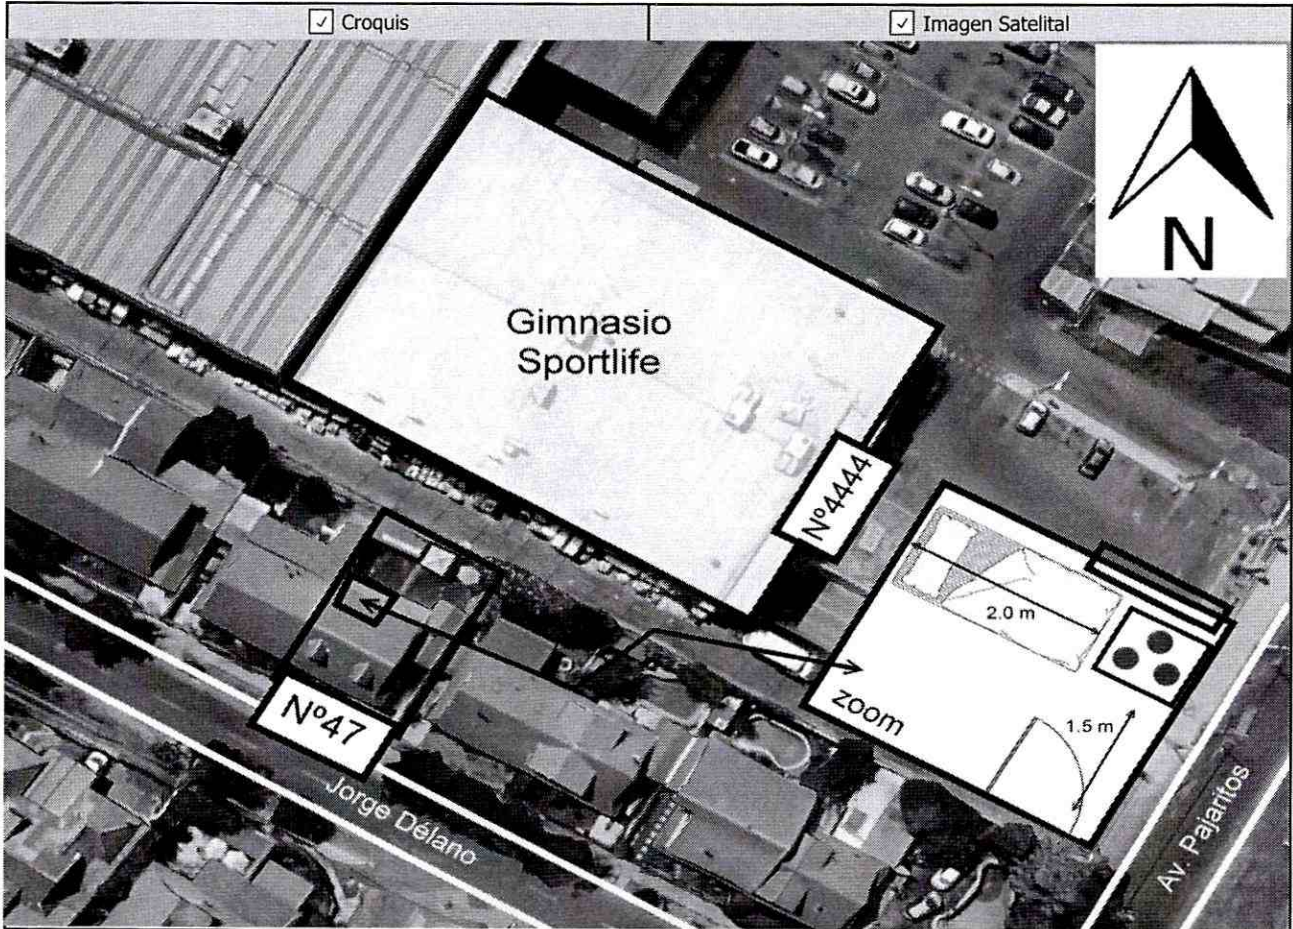 Croquis
Imagen Satelital
N
Gimnasio
Sportlife
Nº4444
2.0 m
zoom
1.5 m
Nº47
Jorge Délano
Av. Pajaritos